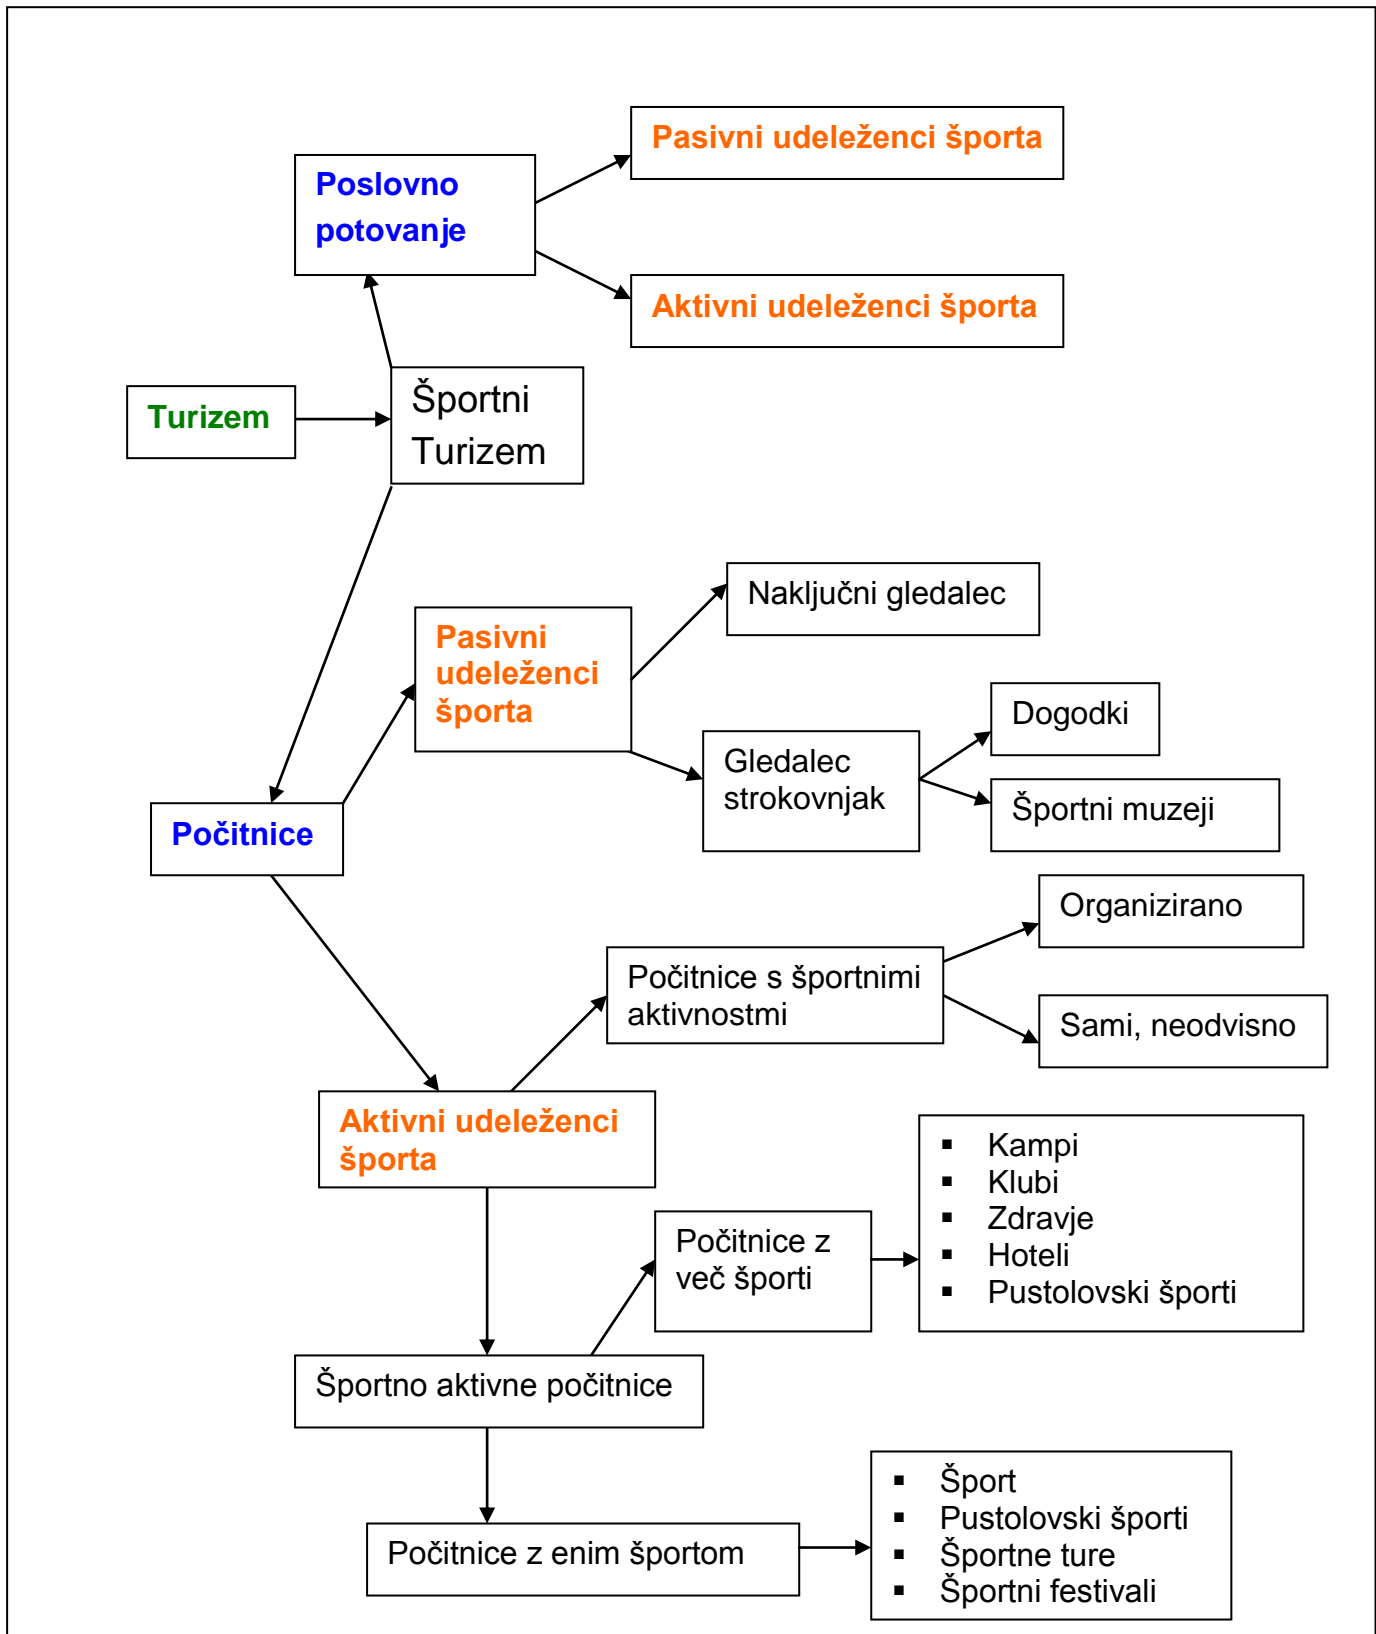 Pasivni udeleženci športa
Poslovno
potovanje
Aktivni udeleženci športa
Turizem
Športni
Turizem
Naključni gledalec
Pasivni
udeleženci
športa
Dogodki
Gledalec
strokovnjak
Športni muzeji
Počitnice
Organizirano
Počitnice s športnimi
aktivnostmi
Sami, neodvisno
Aktivni udeleženci
športa
▪ Kampi
▪ Klubi
▪ Zdravje
▪ Hoteli
▪ Pustolovski športi
Počitnice z
več športi
Športno aktivne počitnice
▪ Šport
▪ Pustolovski športi
▪ Športne ture
▪ Športni festivali
Počitnice z enim športom